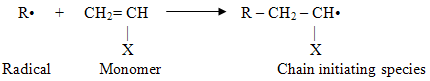 R• + CH₂= CH ⟶ R – CH₂ – CH•
| |
X X
Radical Monomer Chain initiating species